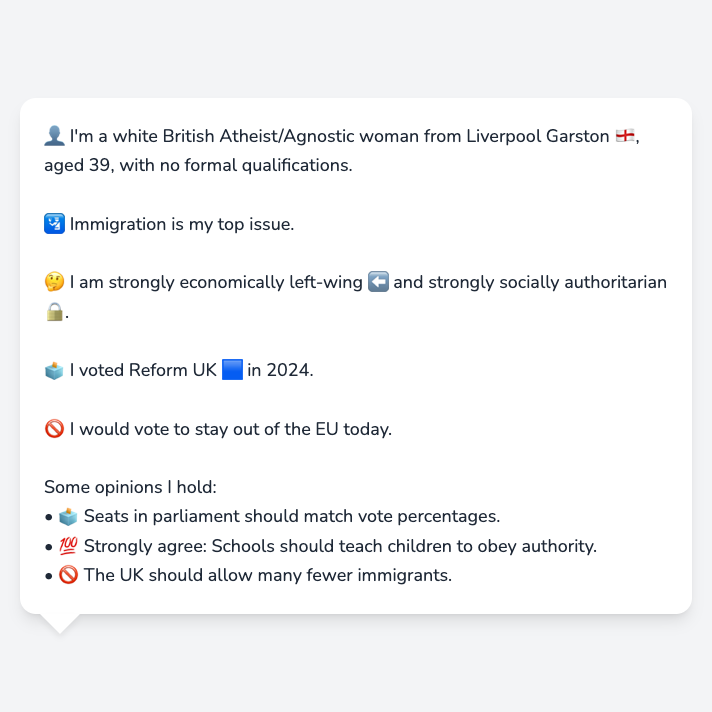 👤 I'm a white British Atheist/Agnostic woman from Liverpool Garston 🏴󠁧󠁢󠁥󠁮󠁧󠁿,
aged 39, with no formal qualifications.
🛂 Immigration is my top issue.
🤔 I am strongly economically left-wing ⬅️ and strongly socially authoritarian
🔒.
🗳️ I voted Reform UK 🟦 in 2024.
🚫 I would vote to stay out of the EU today.
Some opinions I hold:
• 🗳️ Seats in parliament should match vote percentages.
• 💯 Strongly agree: Schools should teach children to obey authority.
• 🚫 The UK should allow many fewer immigrants.